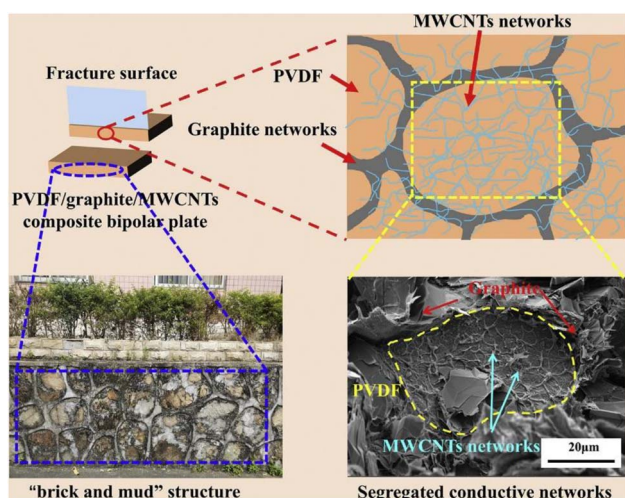 MWCNTs networks
Fracture surface
PVDF
Graphite networks
PVDF/graphite/MWCNTs
composite bipolar plate
Graphite
PVDF
MWCNTs networks
20μm
“brick and mud” structure
Segregated conductive networks